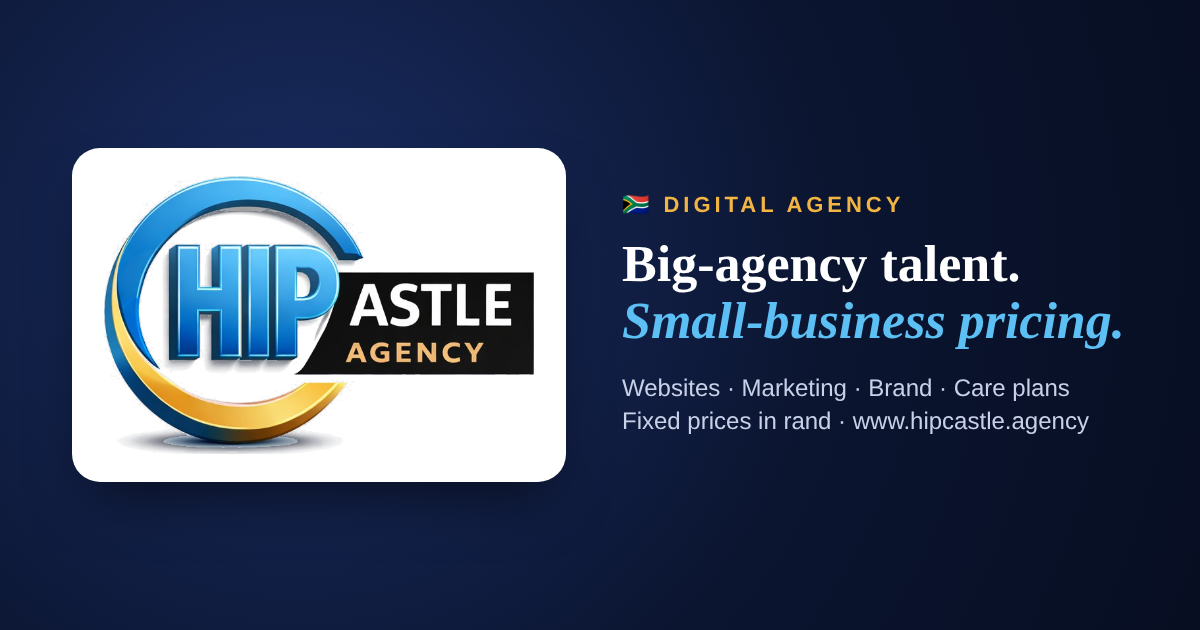 HIP
ASTLE
AGENCY
🇿🇦 DIGITAL AGENCY
Big-agency talent.
Small-business pricing.
Websites · Marketing · Brand · Care plans
Fixed prices in rand · www.hipcastle.agency